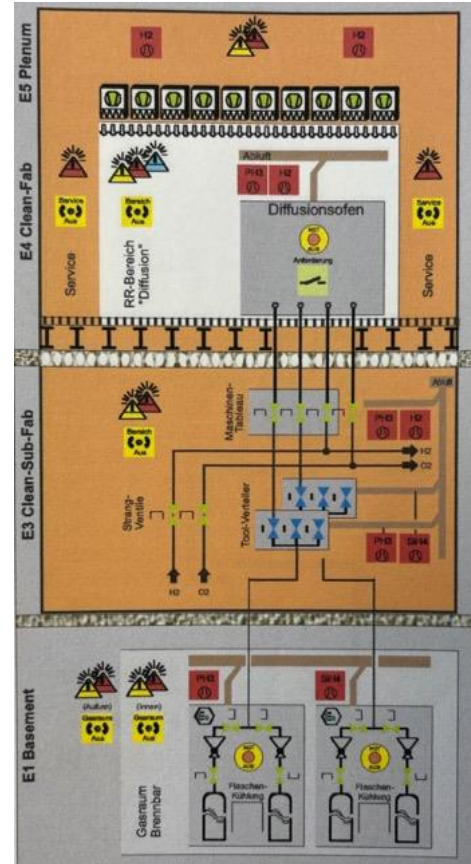 E5 Plenum
H2
H2
E4 Clean-Fab
Service
Aus
Service
Bereich
Aus
RR-Bereich
"Diffusion"
Abluft
PH3
H2
Diffusionsofen
NOT
AUS
Anforderung
Service
Aus
Service
E3 Clean-Sub-Fab
Bereich
Aus
Maschinen-
Tableau
Abluft
PH3
H2
H2
O2
Strang-
Ventile
Tool-Verteiler
PH3
SiH4
H2
O2
E1 Basement
(Außen)
Gasraum
Aus
(Innen)
Gasraum
Aus
PH3
SiH4
Gasraum
Brennbar
NOT
AUS
Flaschen-
Kühlung
NOT
AUS
Flaschen-
Kühlung